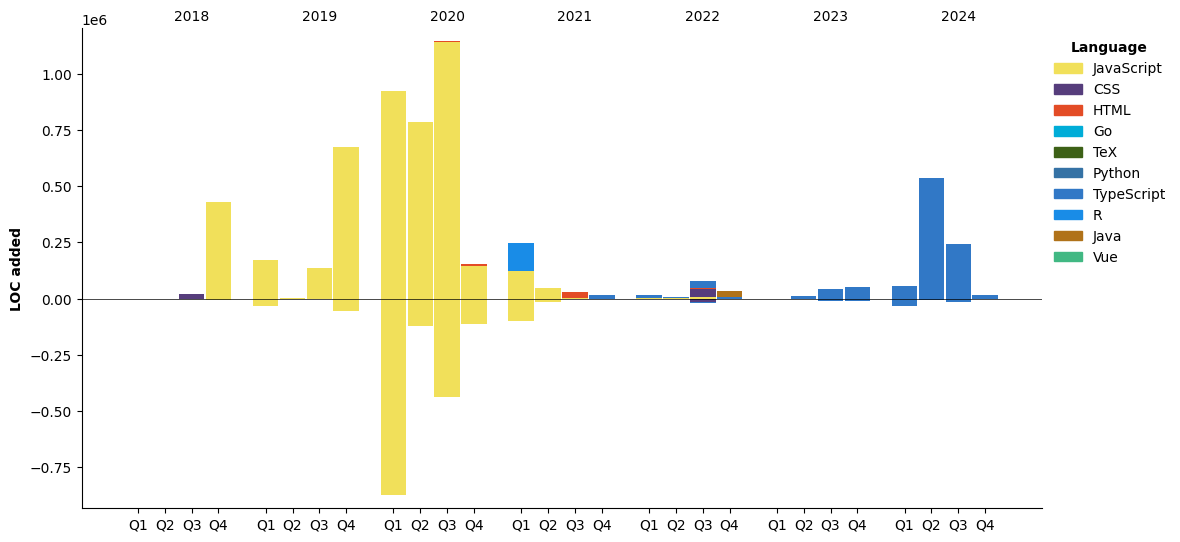 2018 2019 2020 2021 2022 2023 2024
1e6
Language
JavaScript
CSS
HTML
Go
TeX
Python
TypeScript
R
Java
Vue
LOC added
1.00
0.75
0.50
0.25
0.00
−0.25
−0.50
−0.75
Q1 Q2 Q3 Q4 Q1 Q2 Q3 Q4 Q1 Q2 Q3 Q4 Q1 Q2 Q3 Q4 Q1 Q2 Q3 Q4 Q1 Q2 Q3 Q4 Q1 Q2 Q3 Q4